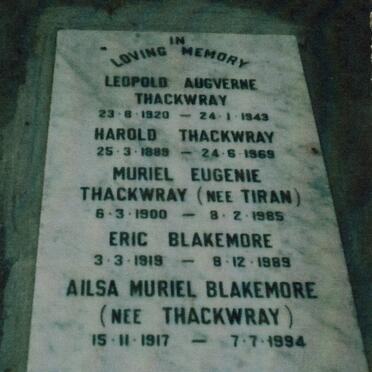 IN
LOVING MEMORY
LEOPOLD AUGVERNE
THACKWRAY
23·8·1920 — 24·1·1943
HAROLD THACKWRAY
25·3·1889 — 24·6·1969
MURIEL EUGENIE
THACKWRAY (NEE TIRAN)
6·3·1900 — 8·2·1985
ERIC BLAKEMORE
3·3·1919 — 8·12·1989
AILSA MURIEL BLAKEMORE
(NEE THACKWRAY)
15·11·1917 — 7·7·1994